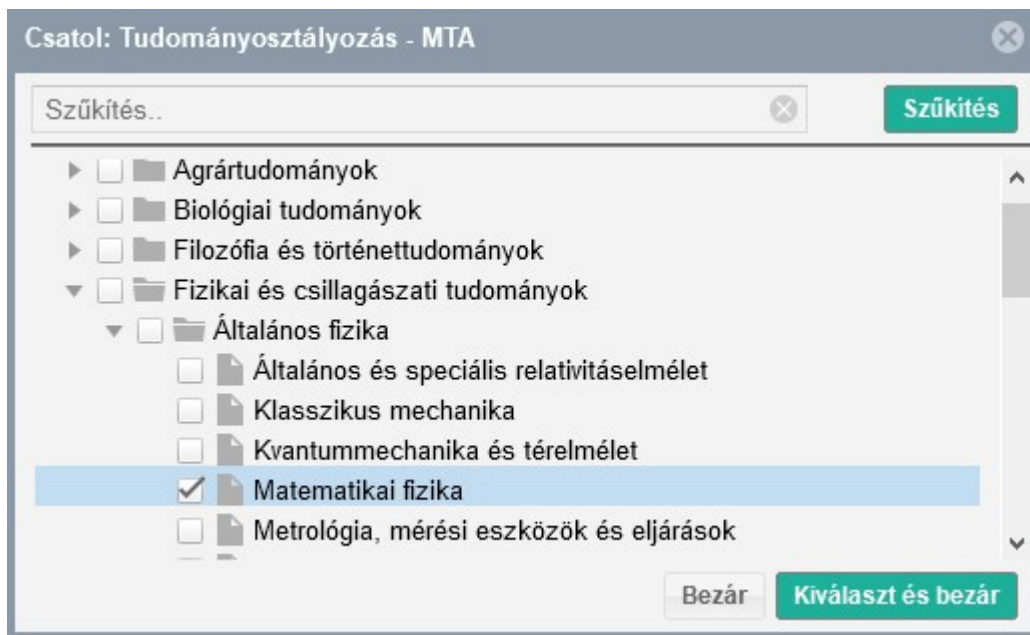 Csatol: Tudományosztályozás - MTA
Szűkítés..
Szűkítés
Agrártudományok
Biológiai tudományok
Filozófia és történettudományok
Fizikai és csillagászati tudományok
Általános fizika
Általános és speciális relativitáselmélet
Klasszikus mechanika
Kvantummechanika és térelmélet
Matematikai fizika
Metrológia, mérési eszközök és eljárások
Bezár
Kiválaszt és bezár